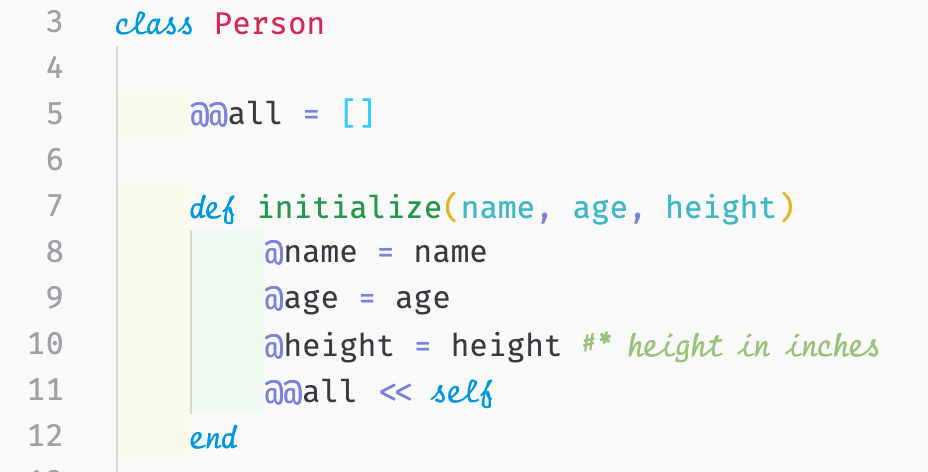 3 class Person
4
5 @@all = []
6
7 def initialize(name, age, height)
8 @name = name
9 @age = age
10 @height = height #* height in inches
11 @@all << self
12 end